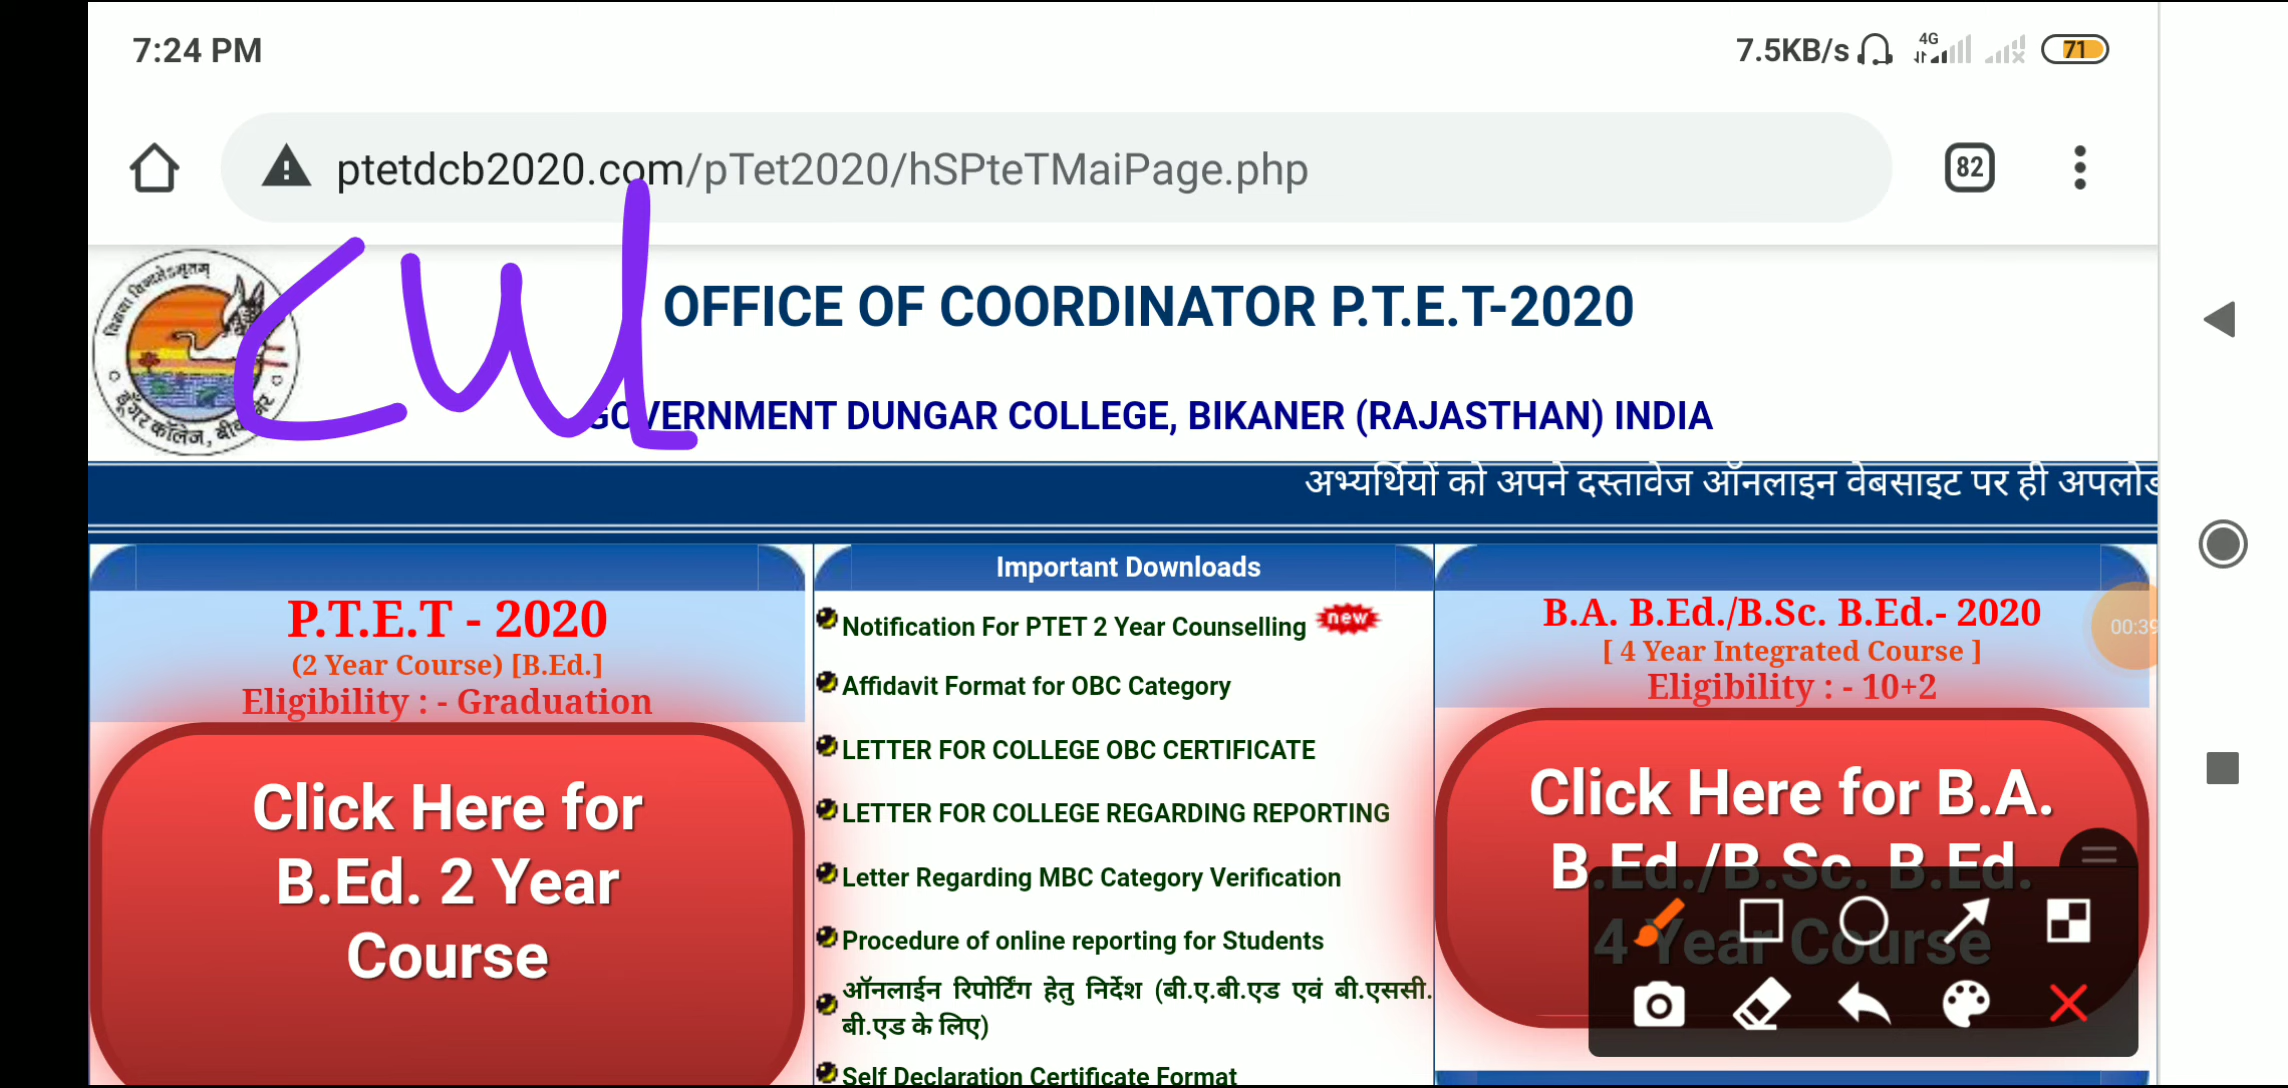 7:24 PM
7.5KB/s 4G 71
ptetdcb2020.com/pTet2020/hSPteTMaiPage.php
82
OFFICE OF COORDINATOR P.T.E.T-2020
GOVERNMENT DUNGAR COLLEGE, BIKANER (RAJASTHAN) INDIA
अभ्यर्थियों को अपने दस्तावेज ऑनलाइन वेबसाइट पर ही अपलोड
P.T.E.T - 2020
(2 Year Course) [B.Ed.]
Eligibility : - Graduation
Click Here for
B.Ed. 2 Year
Course
Important Downloads
Notification For PTET 2 Year Counselling new
Affidavit Format for OBC Category
LETTER FOR COLLEGE OBC CERTIFICATE
LETTER FOR COLLEGE REGARDING REPORTING
Letter Regarding MBC Category Verification
Procedure of online reporting for Students
ऑनलाईन रिपोर्टिंग हेतु निर्देश (बी.ए.बी.एड एवं बी.एससी.
बी.एड के लिए)
Self Declaration Certificate Format
B.A. B.Ed./B.Sc. B.Ed.- 2020
[ 4 Year Integrated Course ]
Eligibility : - 10+2
Click Here for B.A.
B.Ed./B.Sc. B.Ed.
4 Year Course
00:39